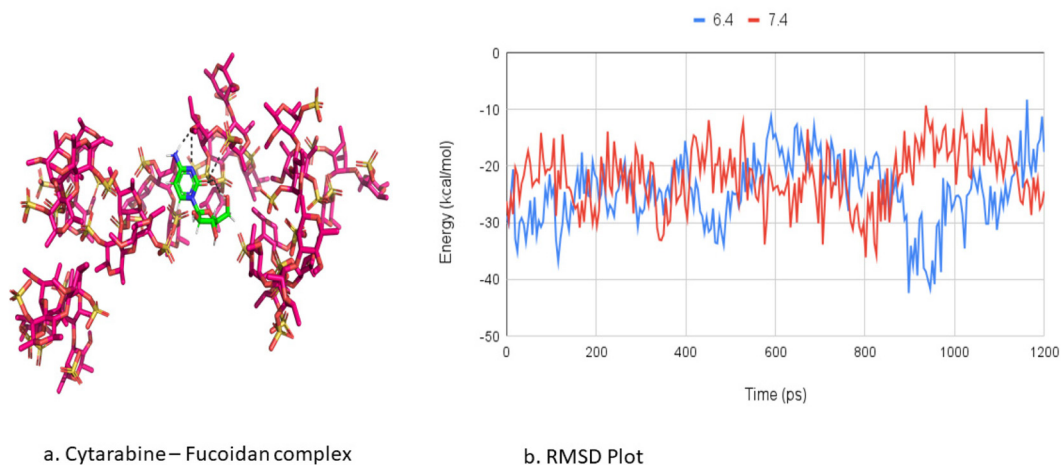 6.4 7.4
0
-10
-20
-30
-40
-50
Energy (kcal/mol)
0 200 400 600 800 1000 1200
Time (ps)
a. Cytarabine – Fucoidan complex
b. RMSD Plot